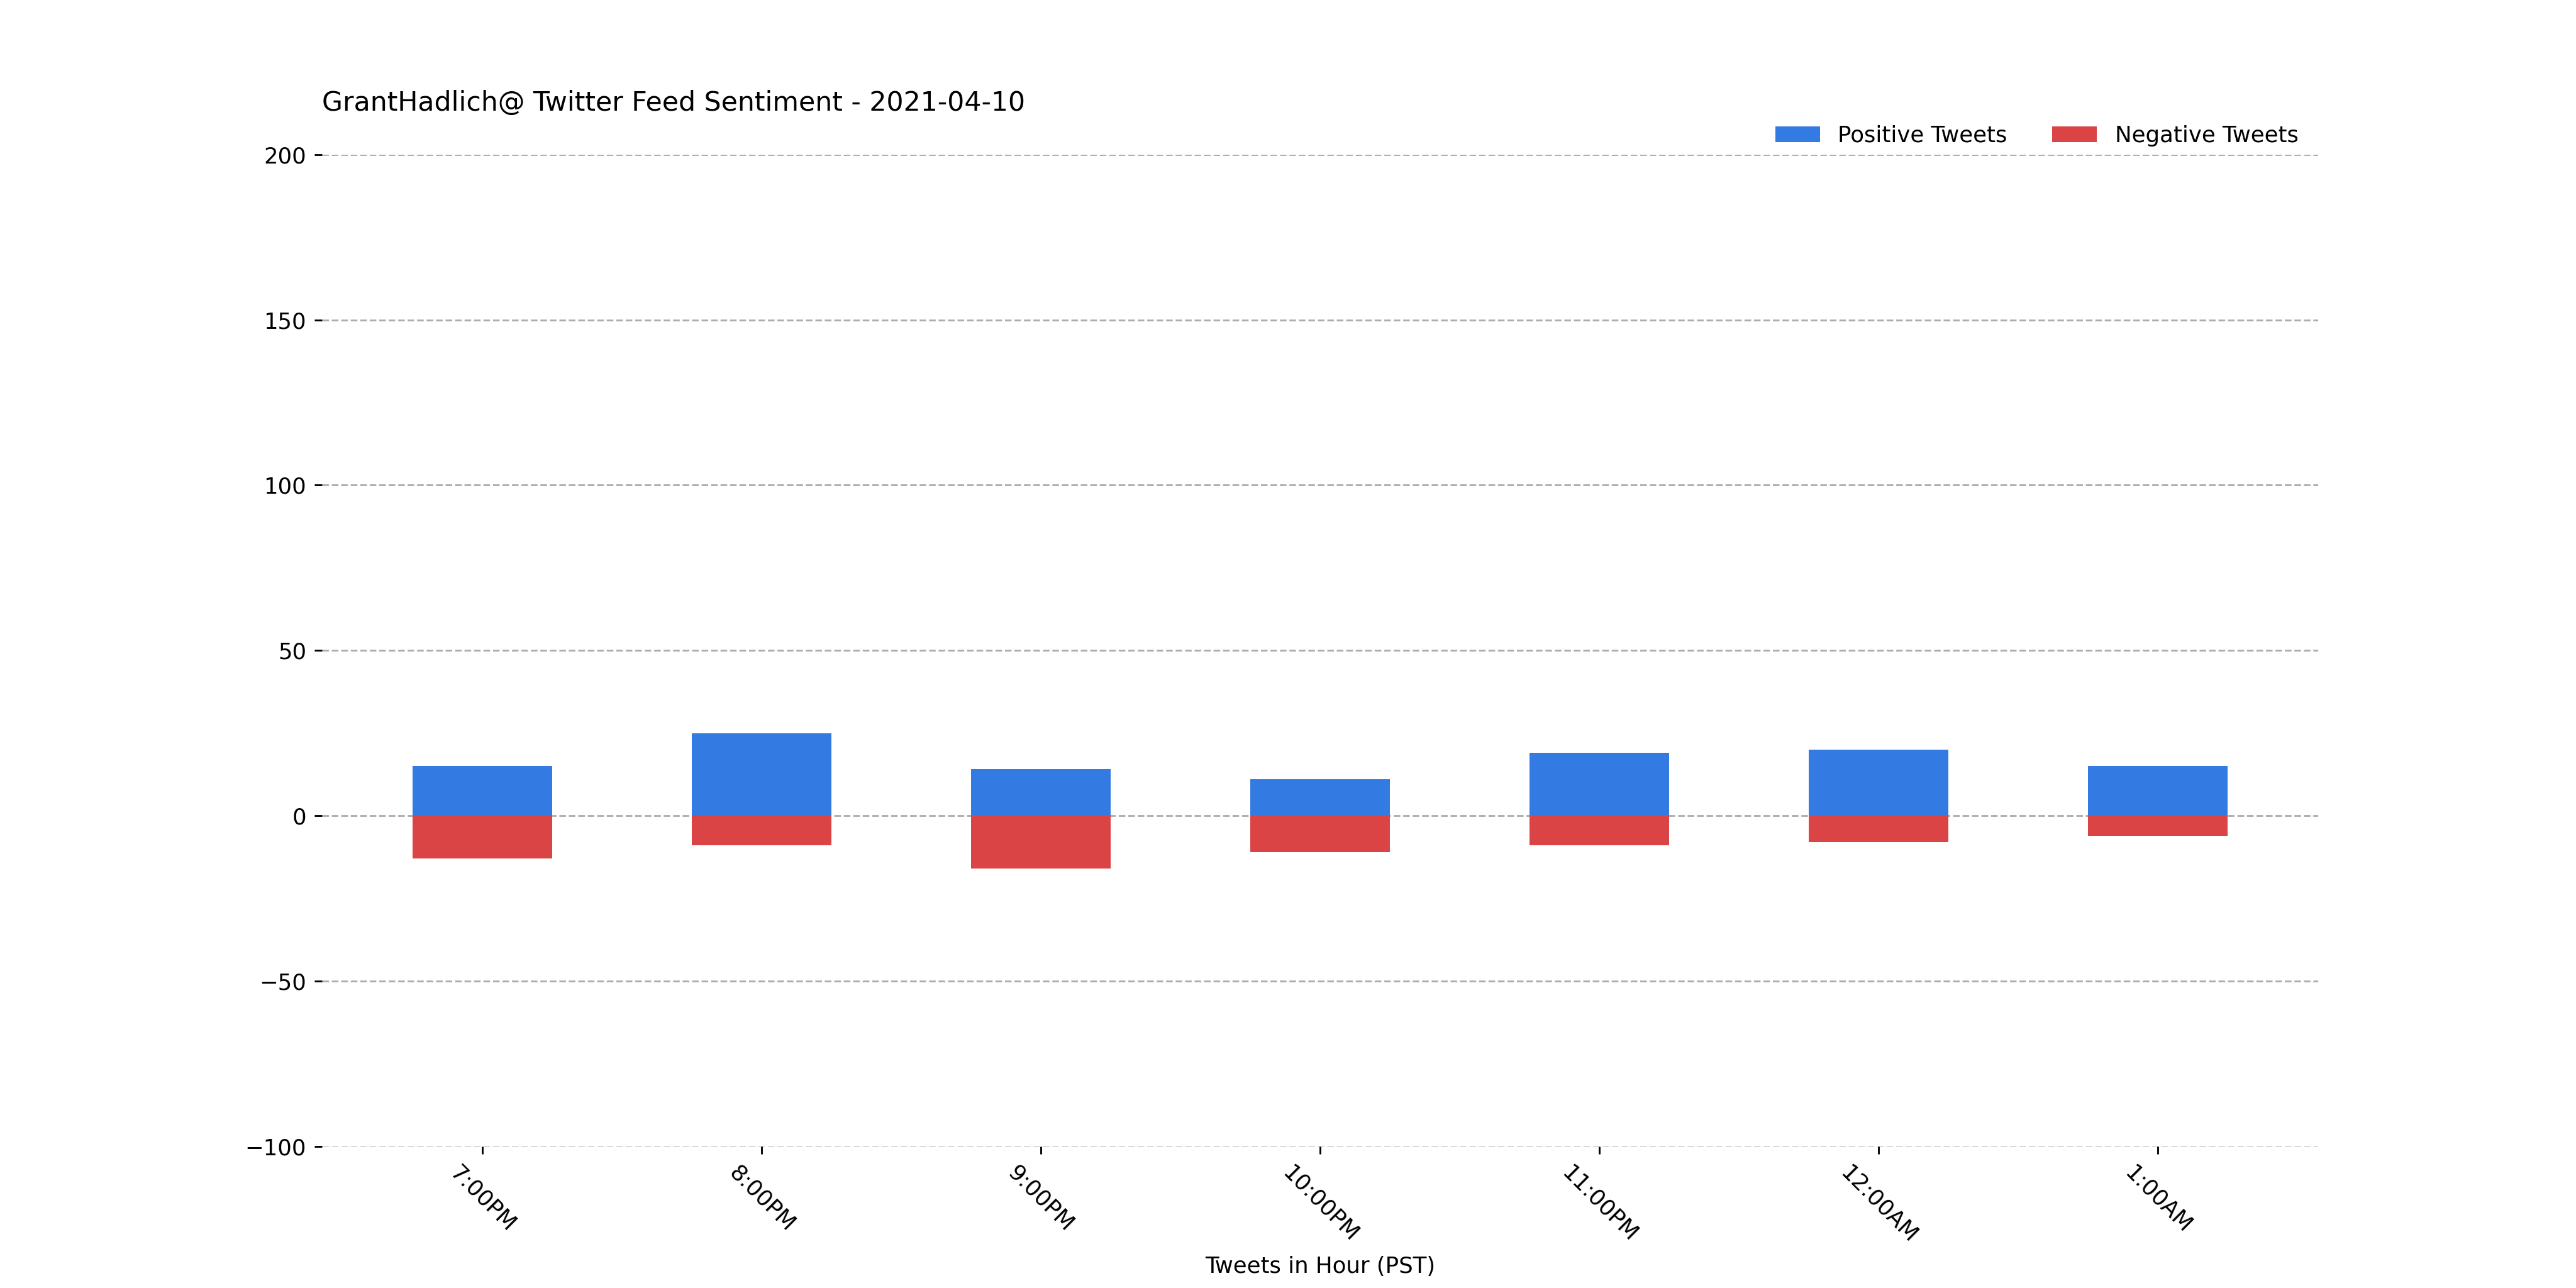 GrantHadlich@ Twitter Feed Sentiment - 2021-04-10
Positive Tweets
Negative Tweets
200
150
100
50
0
−50
−100
7:00PM
8:00PM
9:00PM
10:00PM
11:00PM
12:00AM
1:00AM
Tweets in Hour (PST)